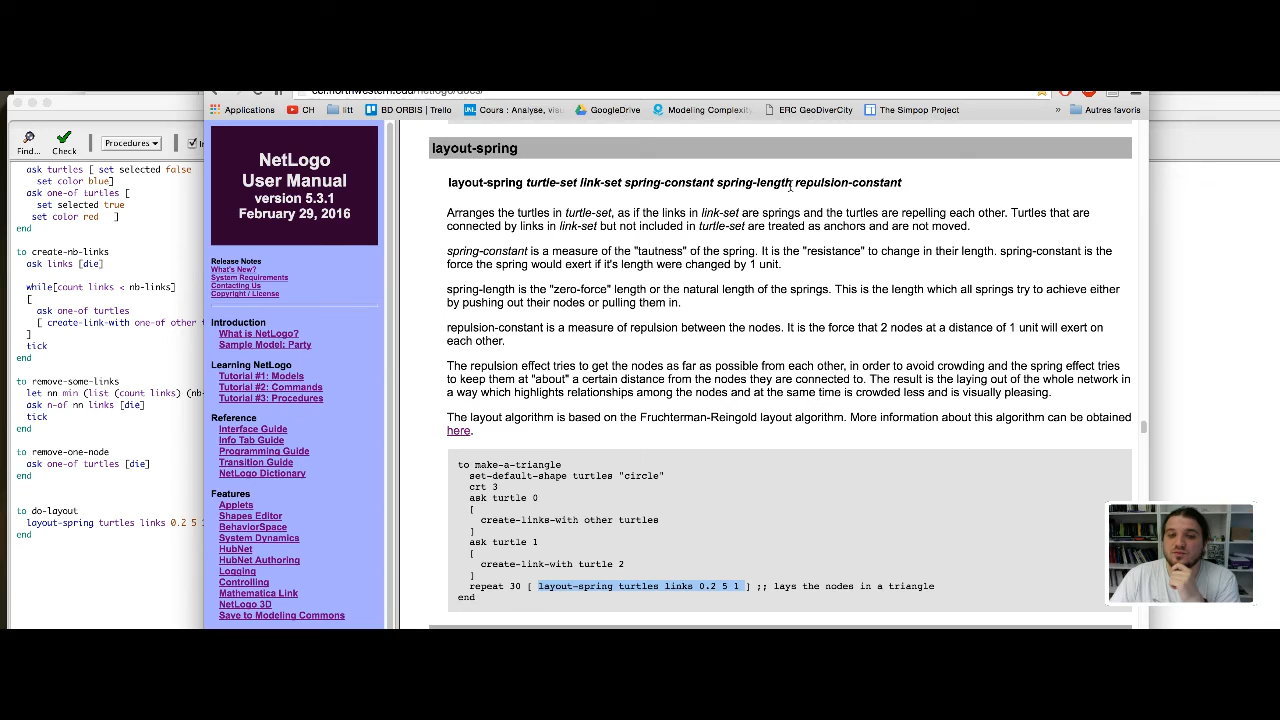 Applications
CH
litt
BD ORBIS | Trello
Cours : Analyse, visu
GoogleDrive
Modeling Complexity
ERC GeoDiverCity
The Simpop Project
»
Autres favoris
Find...
Check
Procedures
ask turtles [ set selected false
set color blue]
ask one-of turtles [
set selected true
set color red ]
end
to create-nb-links
ask links [die]
while[count links < nb-links]
[
ask one-of turtles
[ create-link-with one-of other t
]
tick
end
to remove-some-links
let nn min (list (count links) (nb-
ask n-of nn links [die]
tick
end
to remove-one-node
ask one-of turtles [die]
end
to do-layout
layout-spring turtles links 0.2 5 1
end
NetLogo
User Manual
version 5.3.1
February 29, 2016
Release Notes
What's New?
System Requirements
Contacting Us
Copyright / License
Introduction
What is NetLogo?
Sample Model: Party
Learning NetLogo
Tutorial #1: Models
Tutorial #2: Commands
Tutorial #3: Procedures
Reference
Interface Guide
Info Tab Guide
Programming Guide
Transition Guide
NetLogo Dictionary
Features
Applets
Shapes Editor
BehaviorSpace
System Dynamics
HubNet
HubNet Authoring
Logging
Controlling
Mathematica Link
NetLogo 3D
Save to Modeling Commons
layout-spring
layout-spring turtle-set link-set spring-constant spring-length repulsion-constant
Arranges the turtles in turtle-set, as if the links in link-set are springs and the turtles are repelling each other. Turtles that are
connected by links in link-set but not included in turtle-set are treated as anchors and are not moved.
spring-constant is a measure of the "tautness" of the spring. It is the "resistance" to change in their length. spring-constant is the
force the spring would exert if it's length were changed by 1 unit.
spring-length is the "zero-force" length or the natural length of the springs. This is the length which all springs try to achieve either
by pushing out their nodes or pulling them in.
repulsion-constant is a measure of repulsion between the nodes. It is the force that 2 nodes at a distance of 1 unit will exert on
each other.
The repulsion effect tries to get the nodes as far as possible from each other, in order to avoid crowding and the spring effect tries
to keep them at "about" a certain distance from the nodes they are connected to. The result is the laying out of the whole network in
a way which highlights relationships among the nodes and at the same time is crowded less and is visually pleasing.
The layout algorithm is based on the Fruchterman-Reingold layout algorithm. More information about this algorithm can be obtained
here.
to make-a-triangle
set-default-shape turtles "circle"
crt 3
ask turtle 0
[
create-links-with other turtles
]
ask turtle 1
[
create-link-with turtle 2
]
repeat 30 [ layout-spring turtles links 0.2 5 1 ] ;; lays the nodes in a triangle
end